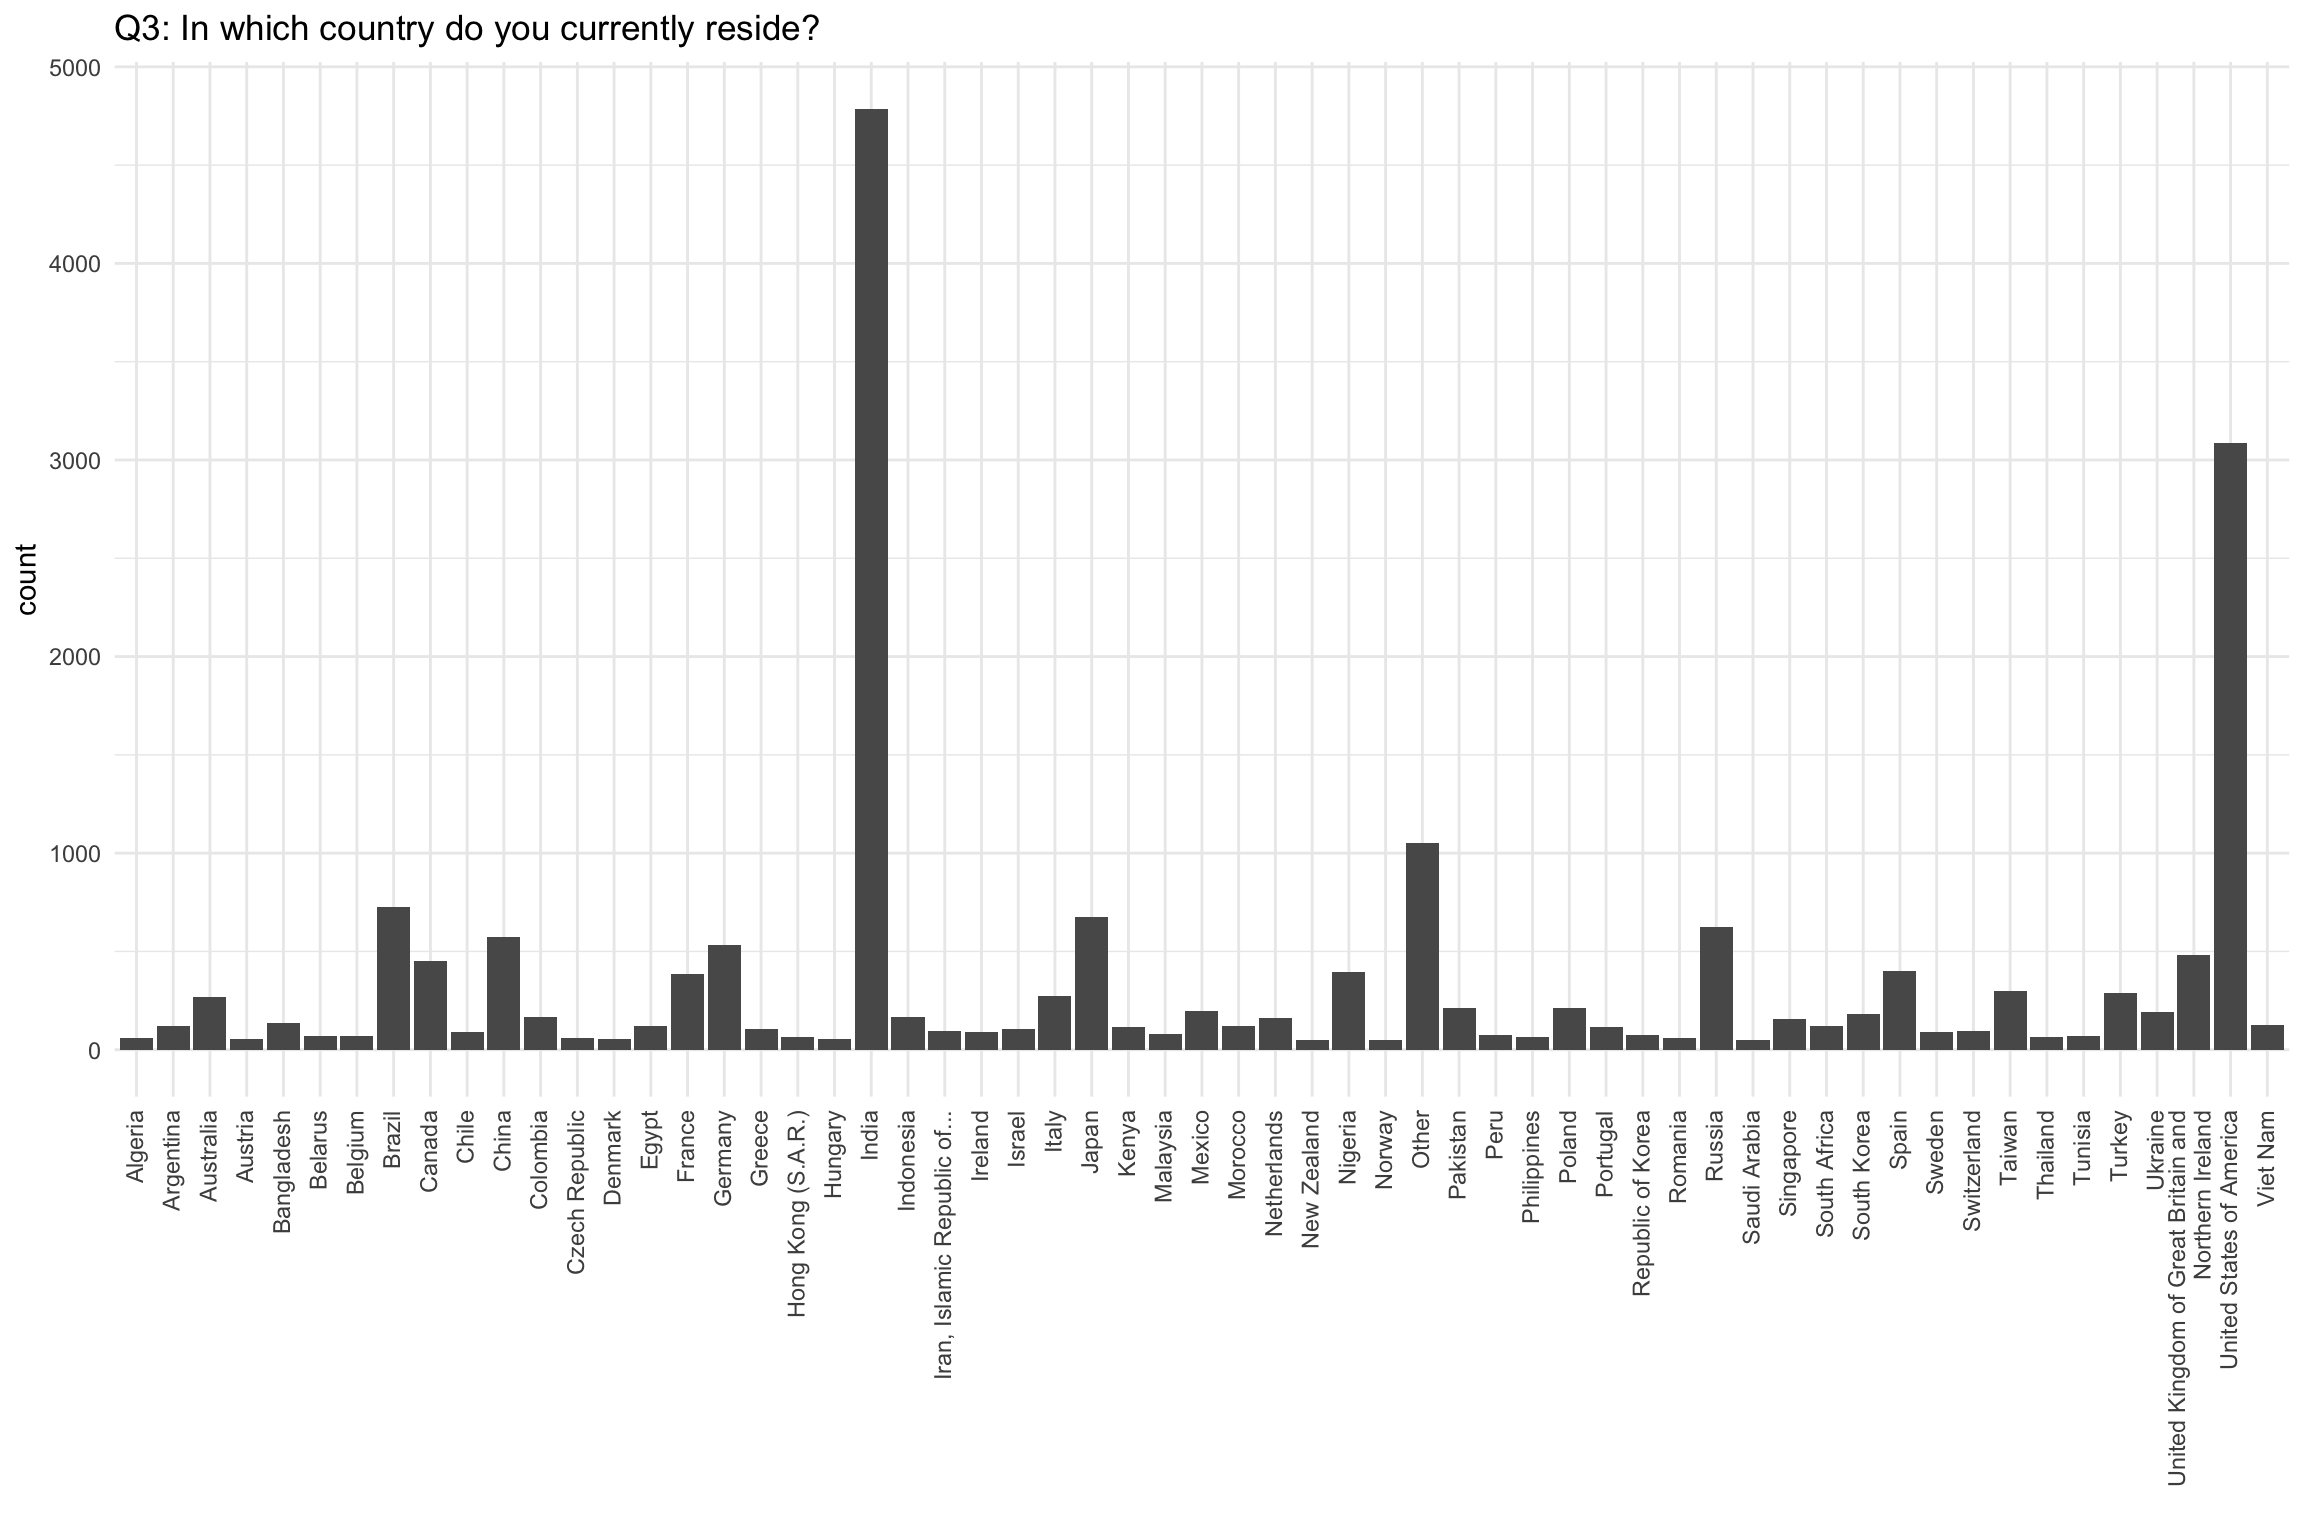 Q3: In which country do you currently reside?
5000
4000
3000
2000
1000
0
count
Algeria
Argentina
Australia
Austria
Bangladesh
Belarus
Belgium
Brazil
Canada
Chile
China
Colombia
Czech Republic
Denmark
Egypt
France
Germany
Greece
Hong Kong (S.A.R.)
Hungary
India
Indonesia
Iran, Islamic Republic of...
Ireland
Israel
Italy
Japan
Kenya
Malaysia
Mexico
Morocco
Netherlands
New Zealand
Nigeria
Norway
Other
Pakistan
Peru
Philippines
Poland
Portugal
Republic of Korea
Romania
Russia
Saudi Arabia
Singapore
South Africa
South Korea
Spain
Sweden
Switzerland
Taiwan
Thailand
Tunisia
Turkey
Ukraine
United Kingdom of Great Britain and
Northern Ireland
United States of America
Viet Nam